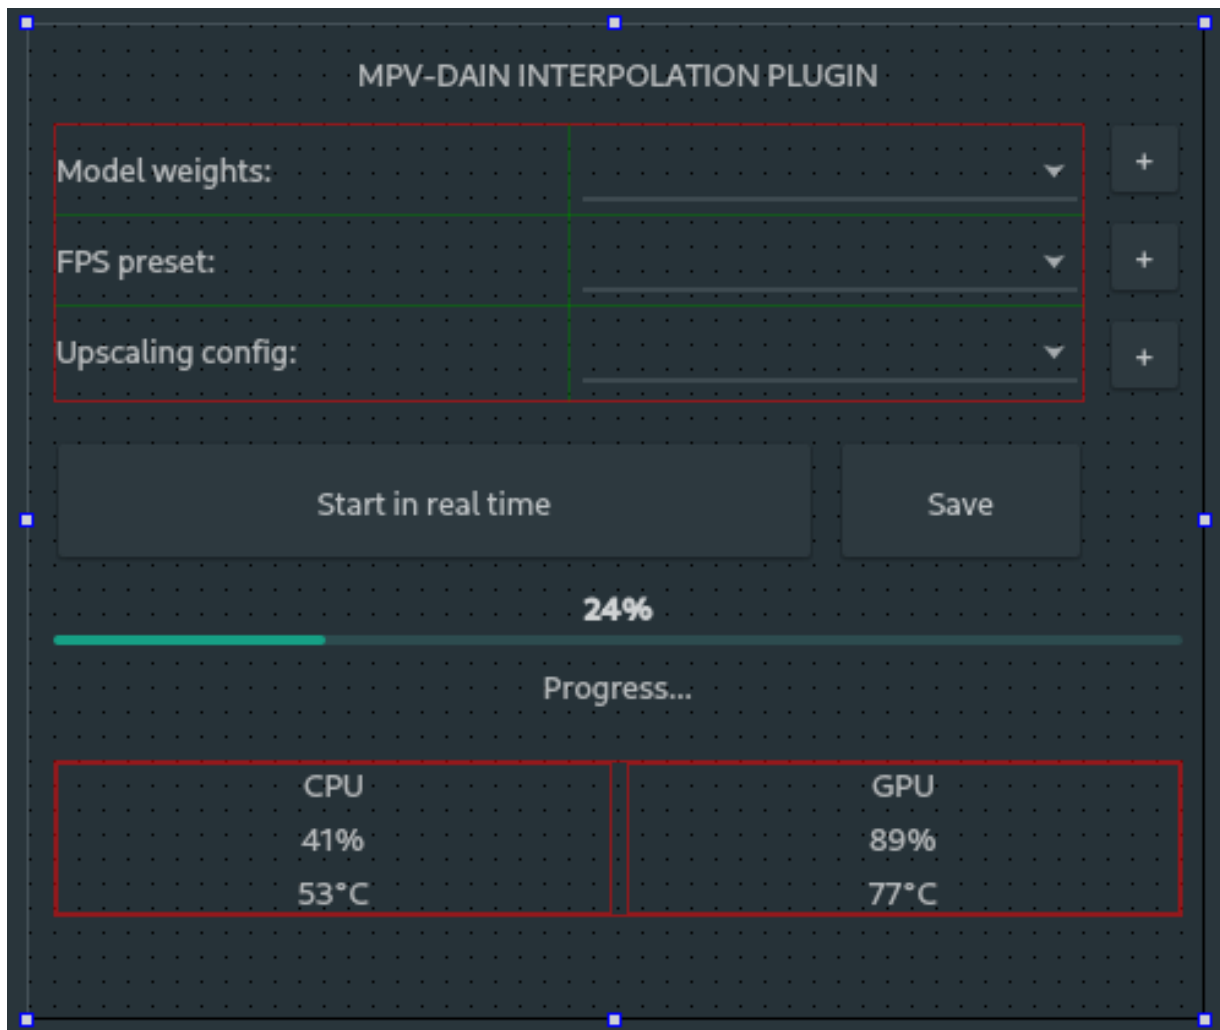 MPV-DAIN INTERPOLATION PLUGIN
Model weights:
+
FPS preset:
+
Upscaling config:
+
Start in real time Save
24%
Progress...
CPU GPU
41% 89%
53°C 77°C